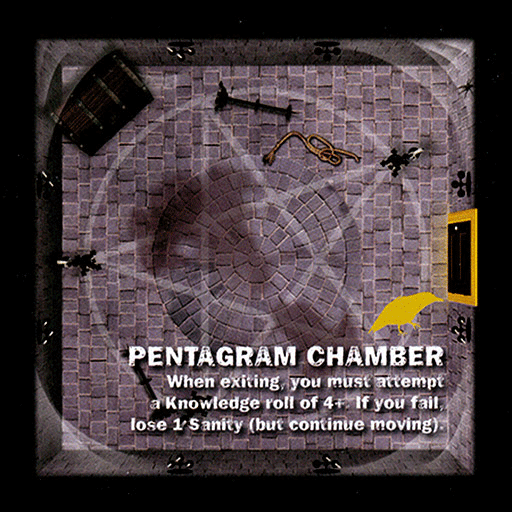 PENTAGRAM CHAMBER
When exiting, you must attempt
a Knowledge roll of 4+. If you fail,
lose 1 Sanity (but continue moving).